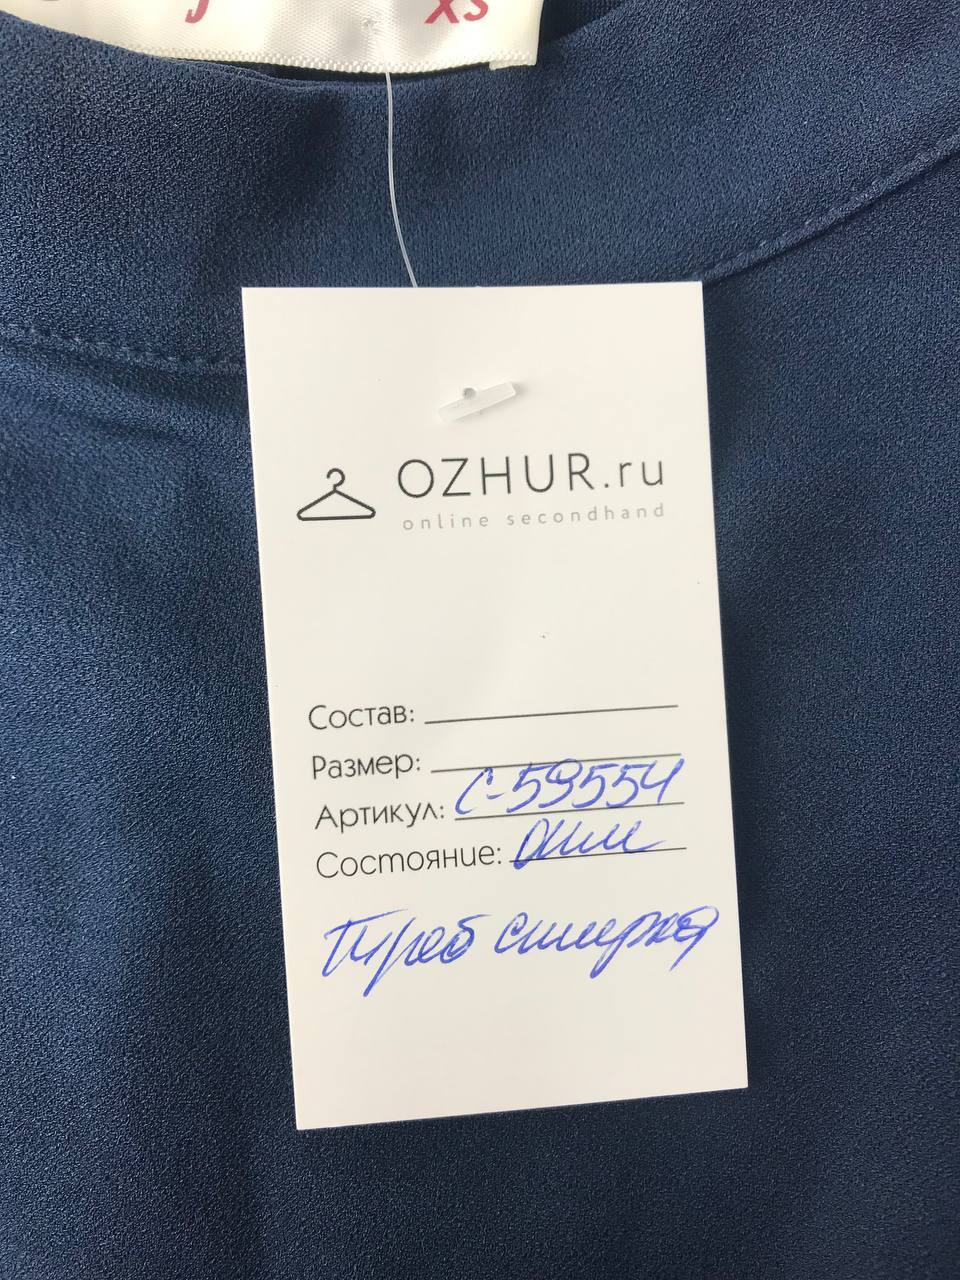 XS
OZHUR.ru
online secondhand
Состав:
Размер:
Артикул: С-59554
Состояние: Отл
Треб стирка